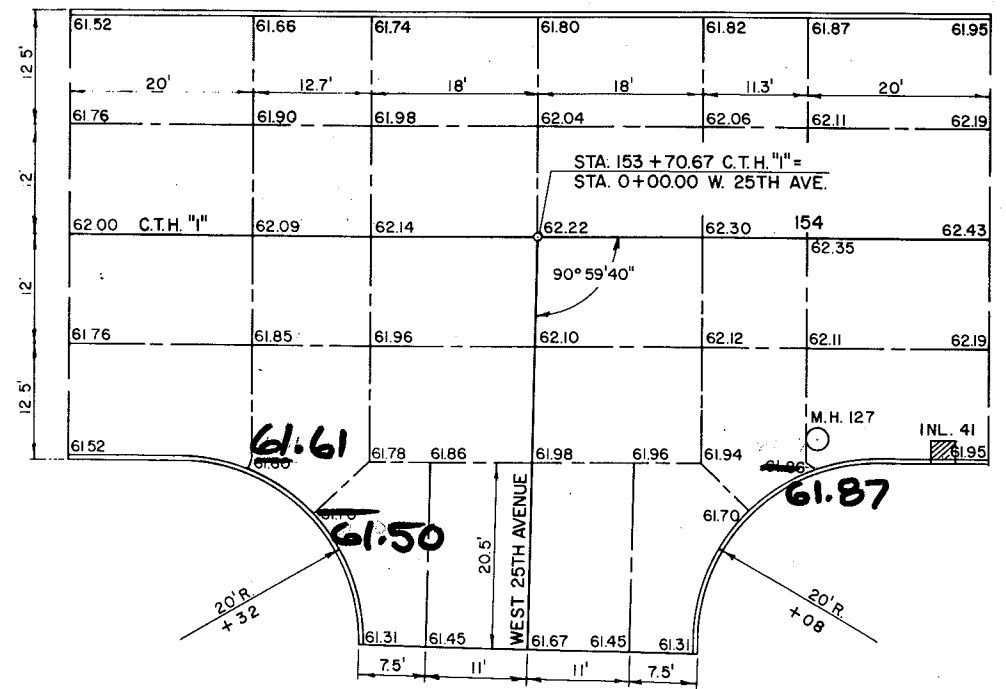 61.52 61.66 61.74 61.80 61.82 61.87 61.95
12.5'
20' 12.7' 18' 18' 11.3' 20'
61.76 61.90 61.98 62.04 62.06 62.11 62.19
12'
STA. 153 + 70.67 C.T.H. "I" =
STA. 0+00.00 W. 25TH AVE.
62.00 C.T.H. "I" 62.09 62.14 62.22 62.30 154 62.43
62.35
90° 59' 40"
12'
61.76 61.85 61.96 62.10 62.12 62.11 62.19
12.5'
M.H. 127
INL. 41
61.52 61.61 61.78 61.86 61.98 61.96 61.94 61.86 61.95
61.60
61.87
61.70 61.70
61.50
WEST 25TH AVENUE
20.5'
20' R.
+ 32
20' R.
+ 08
61.31 61.45 61.67 61.45 61.31
7.5' 11' 11' 7.5'